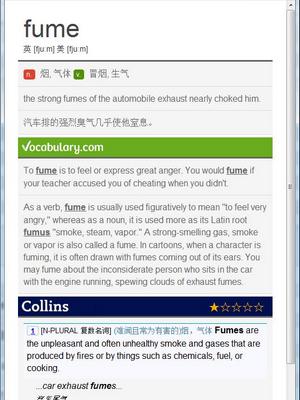 fume
英 [fju:m] 美 [fju:m]
n. 烟, 气体 v. 冒烟, 生气
the strong fumes of the automobile exhaust nearly choked him.
汽车排的强烈臭气几乎使他窒息。
Vocabulary.com
To fume is to feel or express great anger. You would fume if
your teacher accused you of cheating when you didn't.
As a verb, fume is usually used figuratively to mean "to feel very
angry," whereas as a noun, it is used more as its Latin root
fumus "smoke, steam, vapor." A strong-smelling gas, smoke
or vapor is also called a fume. In cartoons, when a character is
fuming, it is often drawn with fumes coming out of its ears. You
may fume about the inconsiderate person who sits in the car
with the engine running, spewing clouds of exhaust fumes.
Collins ★☆☆☆☆
1 [N-PLURAL 复数名词] (难闻且常为有害的)烟，气体 Fumes are
the unpleasant and often unhealthy smoke and gases that are
produced by fires or by things such as chemicals, fuel, or
cooking.
...car exhaust fumes...